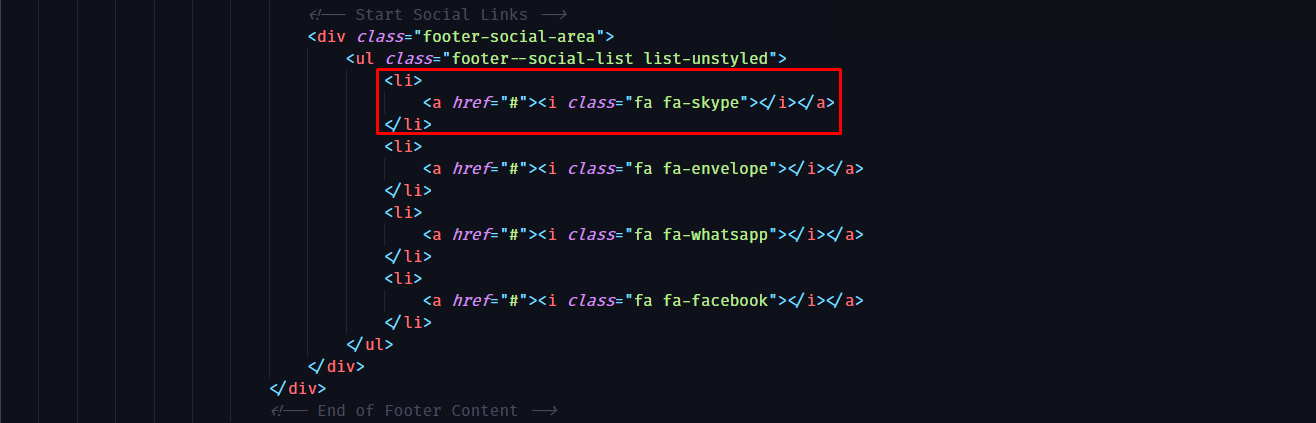 <!-- Start Social Links -->
<div class="footer-social-area">
<ul class="footer--social-list list-unstyled">
<li>
<a href="#"><i class="fa fa-skype"></i></a>
</li>
<li>
<a href="#"><i class="fa fa-envelope"></i></a>
</li>
<li>
<a href="#"><i class="fa fa-whatsapp"></i></a>
</li>
<li>
<a href="#"><i class="fa fa-facebook"></i></a>
</li>
</ul>
</div>
</div>
<!-- End of Footer Content -->